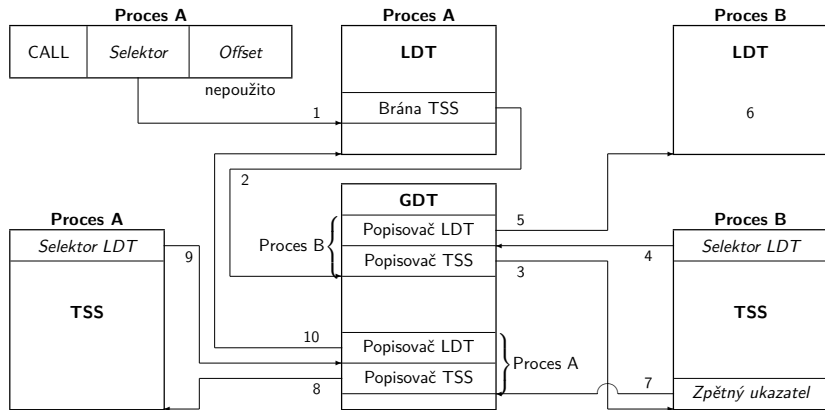 Proces A
Proces A
Proces B
CALL
Selektor
Offset
nepoužito
LDT
LDT
1
Brána TSS
6
2
GDT
Proces A
Proces B
5
Popisovač LDT
Selektor LDT
9
Proces B
4
Selektor LDT
Popisovač TSS
3
TSS
TSS
10
Popisovač LDT
Proces A
8
Popisovač TSS
7
Zpětný ukazatel